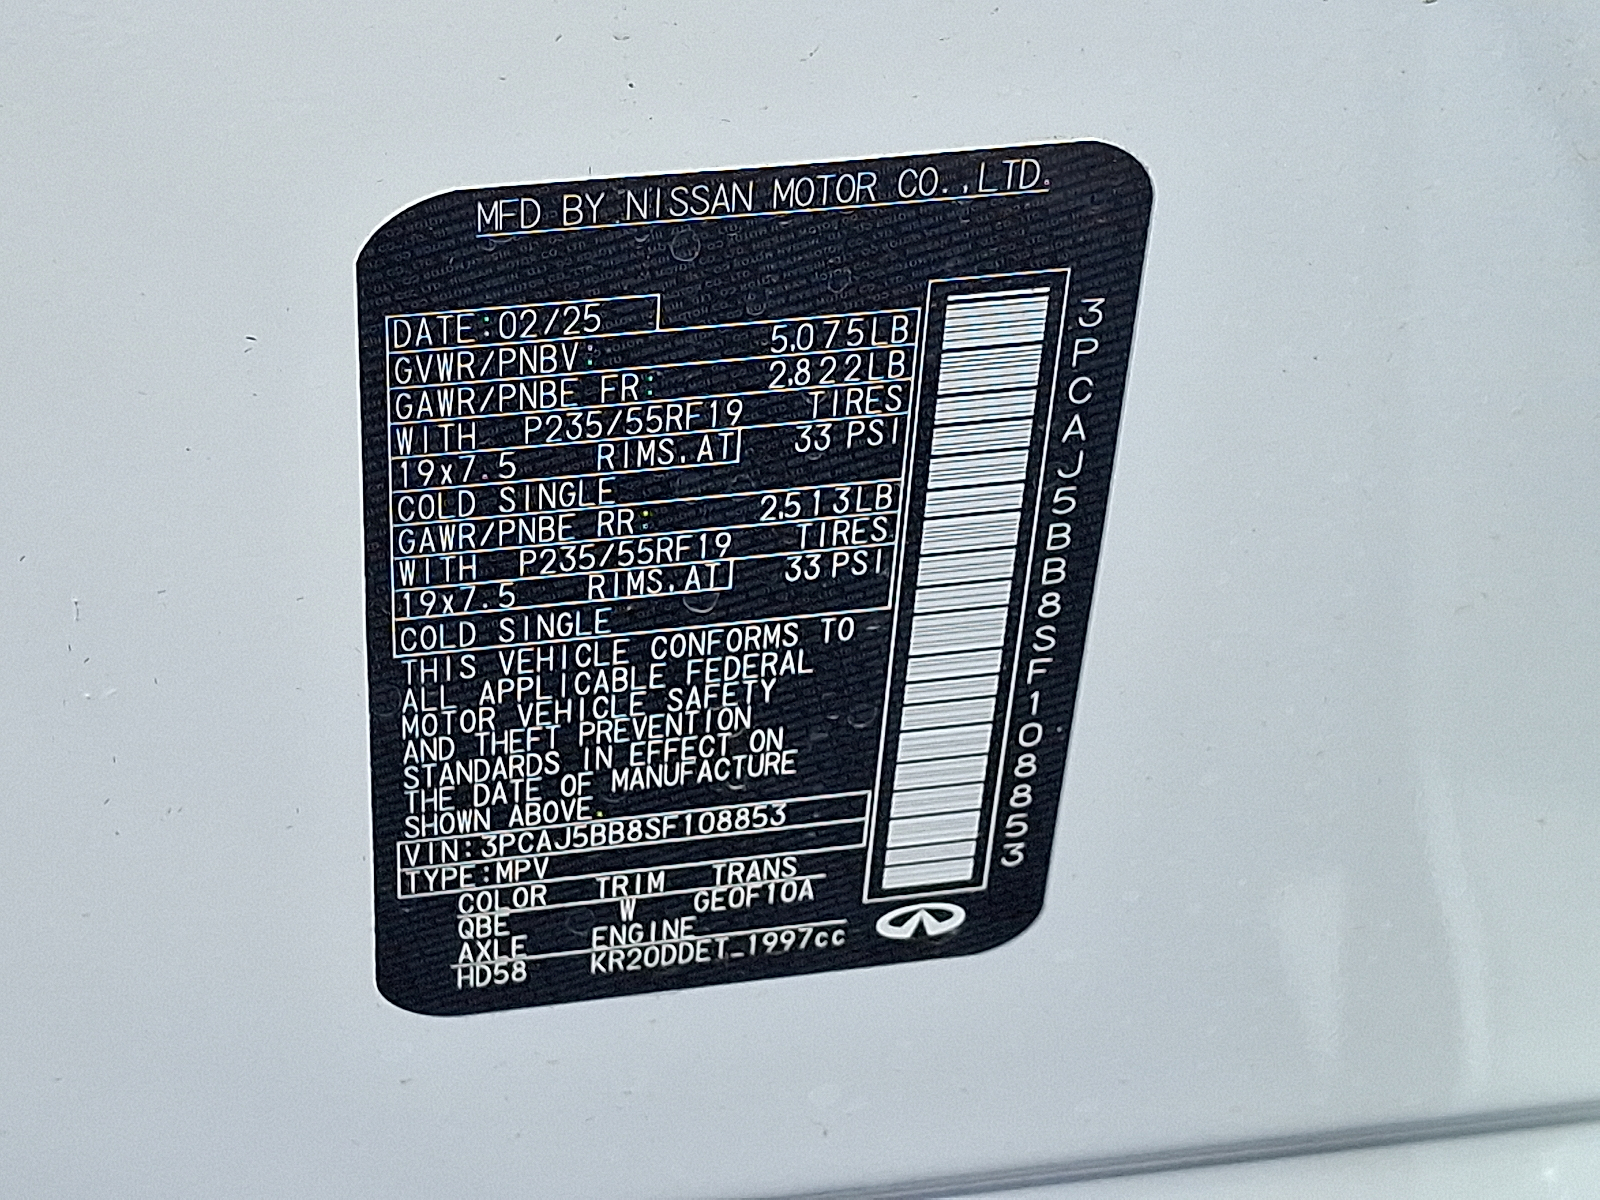 MFD BY NISSAN MOTOR CO.,LTD.
DATE:02/25
GVWR/PNBV: 5,075LB
GAWR/PNBE FR: 2,822LB
WITH P235/55RF19 TIRES
19x7.5 RIMS.AT 33 PSI
COLD SINGLE
GAWR/PNBE RR: 2,513LB
WITH P235/55RF19 TIRES
19x7.5 RIMS.AT 33 PSI
COLD SINGLE
THIS VEHICLE CONFORMS TO
ALL APPLICABLE FEDERAL
MOTOR VEHICLE SAFETY
AND THEFT PREVENTION
STANDARDS IN EFFECT ON
THE DATE OF MANUFACTURE
SHOWN ABOVE.
VIN:3PCAJ5BB8SF108853
TYPE:MPV
COLOR TRIM TRANS
QBE W GE0F10A
AXLE ENGINE
HD58 KR20DDET_1997cc
3PCAJ5BB8SF108853